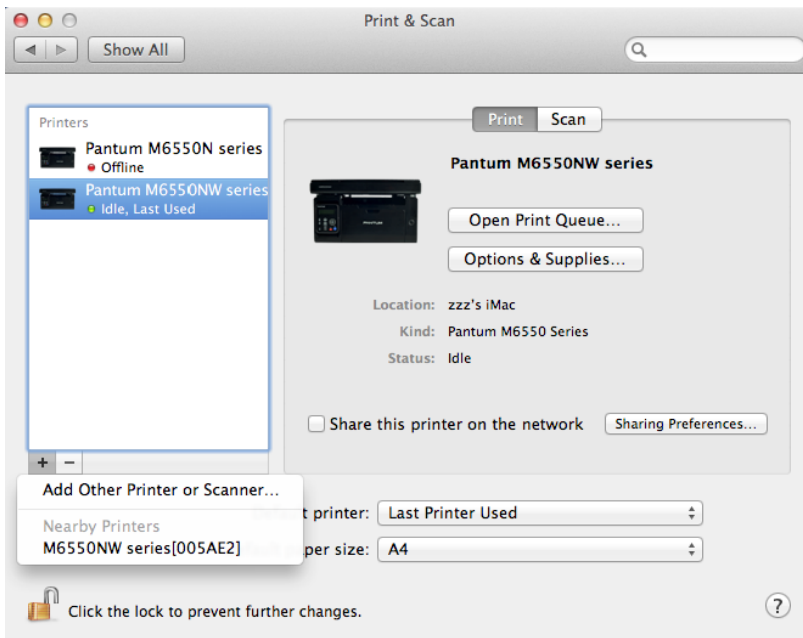 Print & Scan
Show All
Printers
Pantum M6550N series
Offline
Pantum M6550NW series
Idle, Last Used
Print Scan
Pantum M6550NW series
PANTUM
Open Print Queue...
Options & Supplies...
Location: zzz's iMac
Kind: Pantum M6550 Series
Status: Idle
Share this printer on the network
Sharing Preferences...
+ −
Add Other Printer or Scanner...
Nearby Printers
M6550NW series[005AE2]
t printer: Last Printer Used
per size: A4
Click the lock to prevent further changes.
?